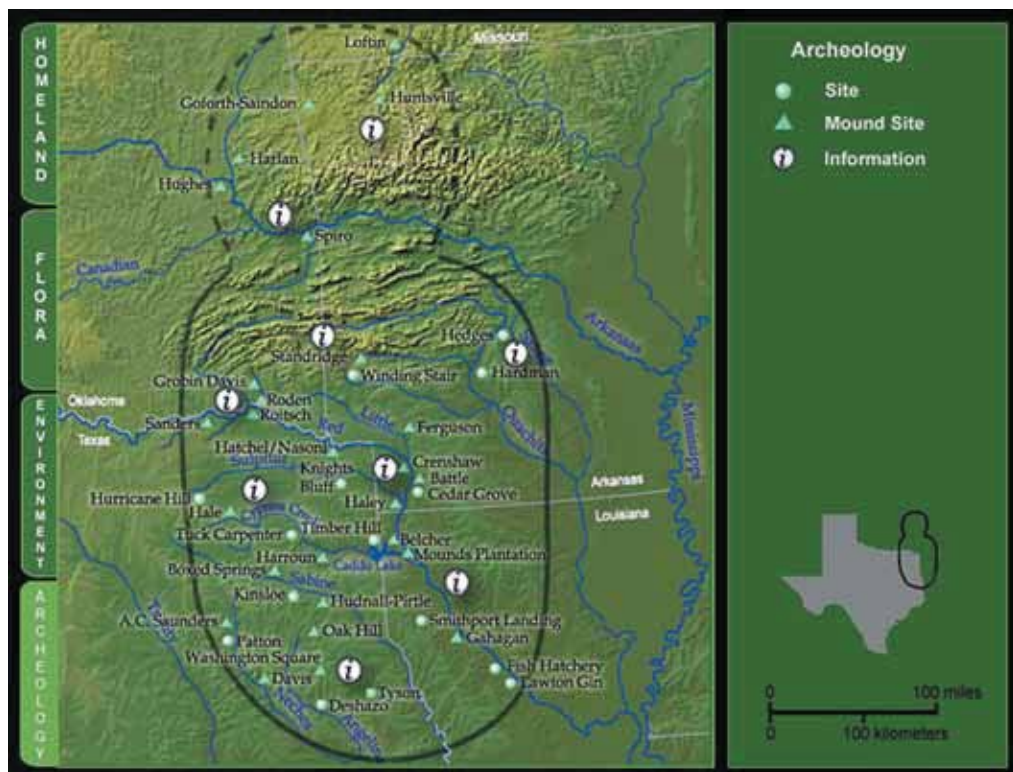 HOMELAND
FLORA
ENVIRONMENT
ARCHEOLOGY
Loftin
Missouri
Goforth-Saindon
Huntsville
Harlan
Hughes
Spiro
Canadian
Arkansas
Hedges
Standridge
Winding Stair
Hardman
Grobin Davis
Oklahoma
Roden
Roitsch
Little
Ouachita
Mississippi
Sanders
Texas
Red
Ferguson
Hatchel/Nasoni
Sulphur
Knights
Bluff
Crenshaw
Battle
Cedar Grove
Arkansas
Louisiana
Hurricane Hill
Hale
Haley
Tuck Carpenter
Timber Hill
Belcher
Harroun
Caddo Lake
Mounds Plantation
Boxed Springs
Sabine
Kinsloe
Hudnall-Pirtle
A.C. Saunders
Smithport Landing
Oak Hill
Gahagan
Patton
Washington Square
Davis
Fish Hatchery
Lawton Gin
Tyson
Deshazo
Neches
Archeology
Site
Mound Site
i Information
0 100 miles
0 100 kilometers